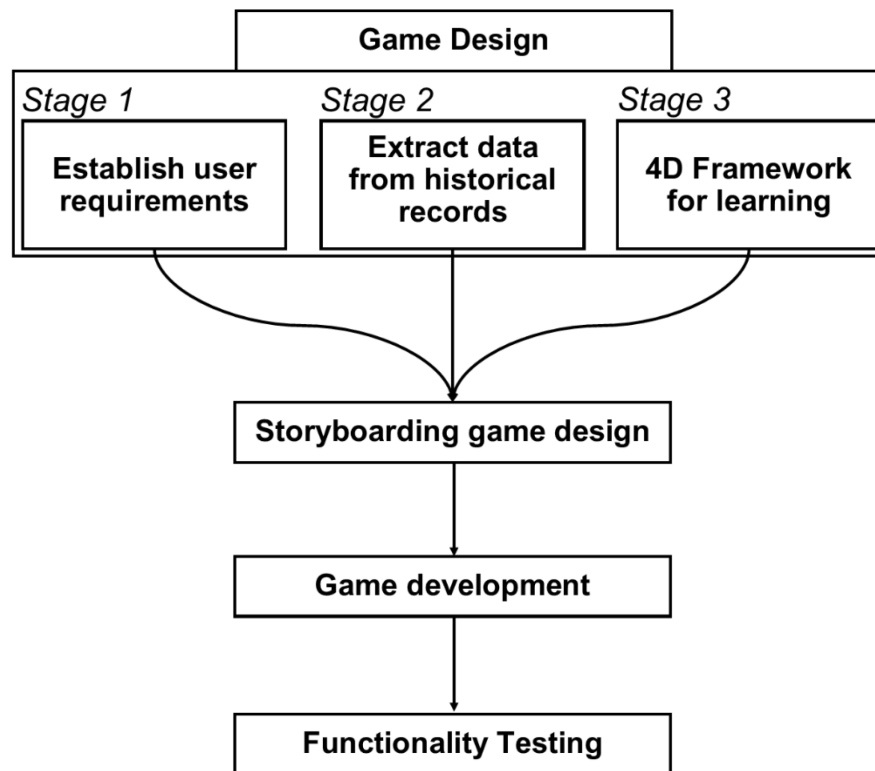 Game Design
Stage 1
Establish user
requirements
Stage 2
Extract data
from historical
records
Stage 3
4D Framework
for learning
Storyboarding game design
Game development
Functionality Testing